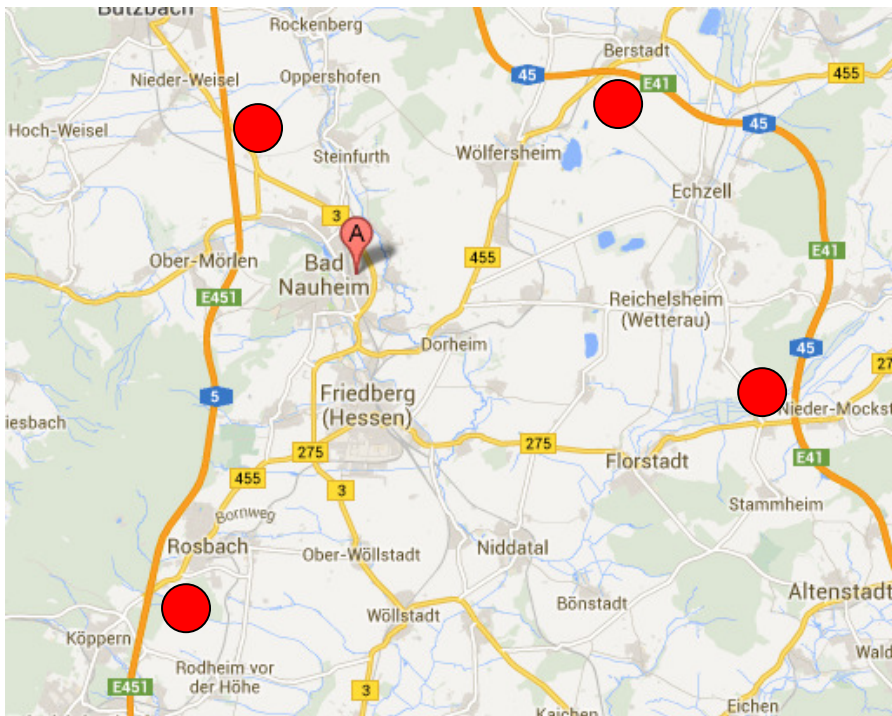 Butzbach
Rockenberg
Berstadt
Nieder-Weisel
Oppershofen
45
E41
455
Hoch-Weisel
45
Steinfurth
Wölfersheim
Echzell
3
A
E41
Ober-Mörlen
Bad
Nauheim
455
E451
Reichelsheim
(Wetterau)
Dorheim
45
27
5
Friedberg
(Hessen)
Nieder-Mockst
iesbach
275
275
Florstadt
E41
455
3
Stammheim
Bornweg
Rosbach
Ober-Wöllstadt
Niddatal
Bönstadt
Altenstadt
Wöllstadt
Köppern
Wald
Rodheim vor
der Höhe
E451
3
Eichen
Kaichen